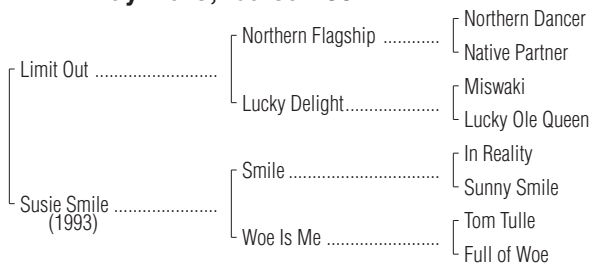 Northern Dancer
Northern Flagship ............
Native Partner
Limit Out ..........................
Miswaki
Lucky Delight....................
Lucky Ole Queen
In Reality
Smile ................................
Sunny Smile
Susie Smile ......................
(1993)
Tom Tulle
Woe Is Me ........................
Full of Woe